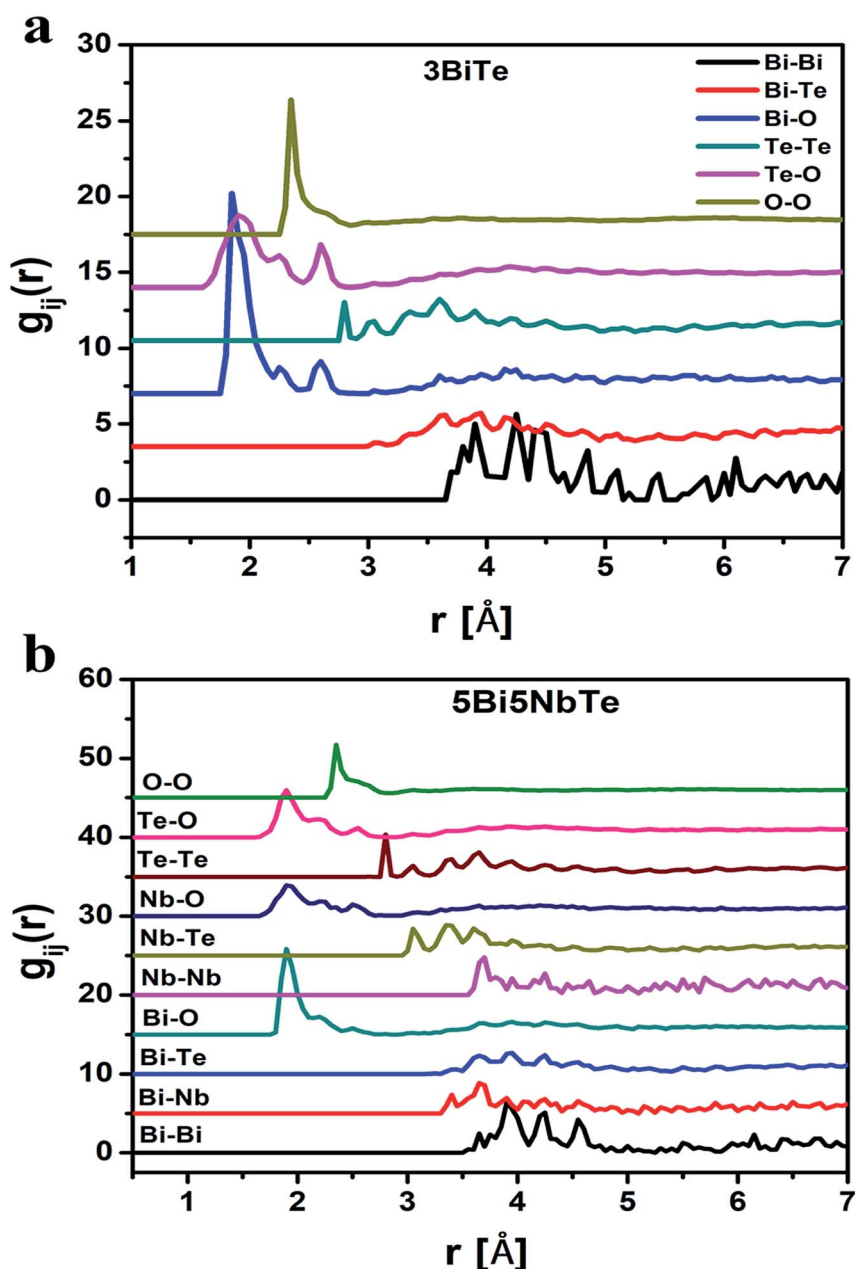 a
3BiTe
Bi-Bi
Bi-Te
Bi-O
Te-Te
Te-O
O-O
30
25
20
15
10
5
0
g_ij(r)
1 2 3 4 5 6 7
r [Å]
b
5Bi5NbTe
60
50
40
30
20
10
0
g_ij(r)
O-O
Te-O
Te-Te
Nb-O
Nb-Te
Nb-Nb
Bi-O
Bi-Te
Bi-Nb
Bi-Bi
1 2 3 4 5 6 7
r [Å]